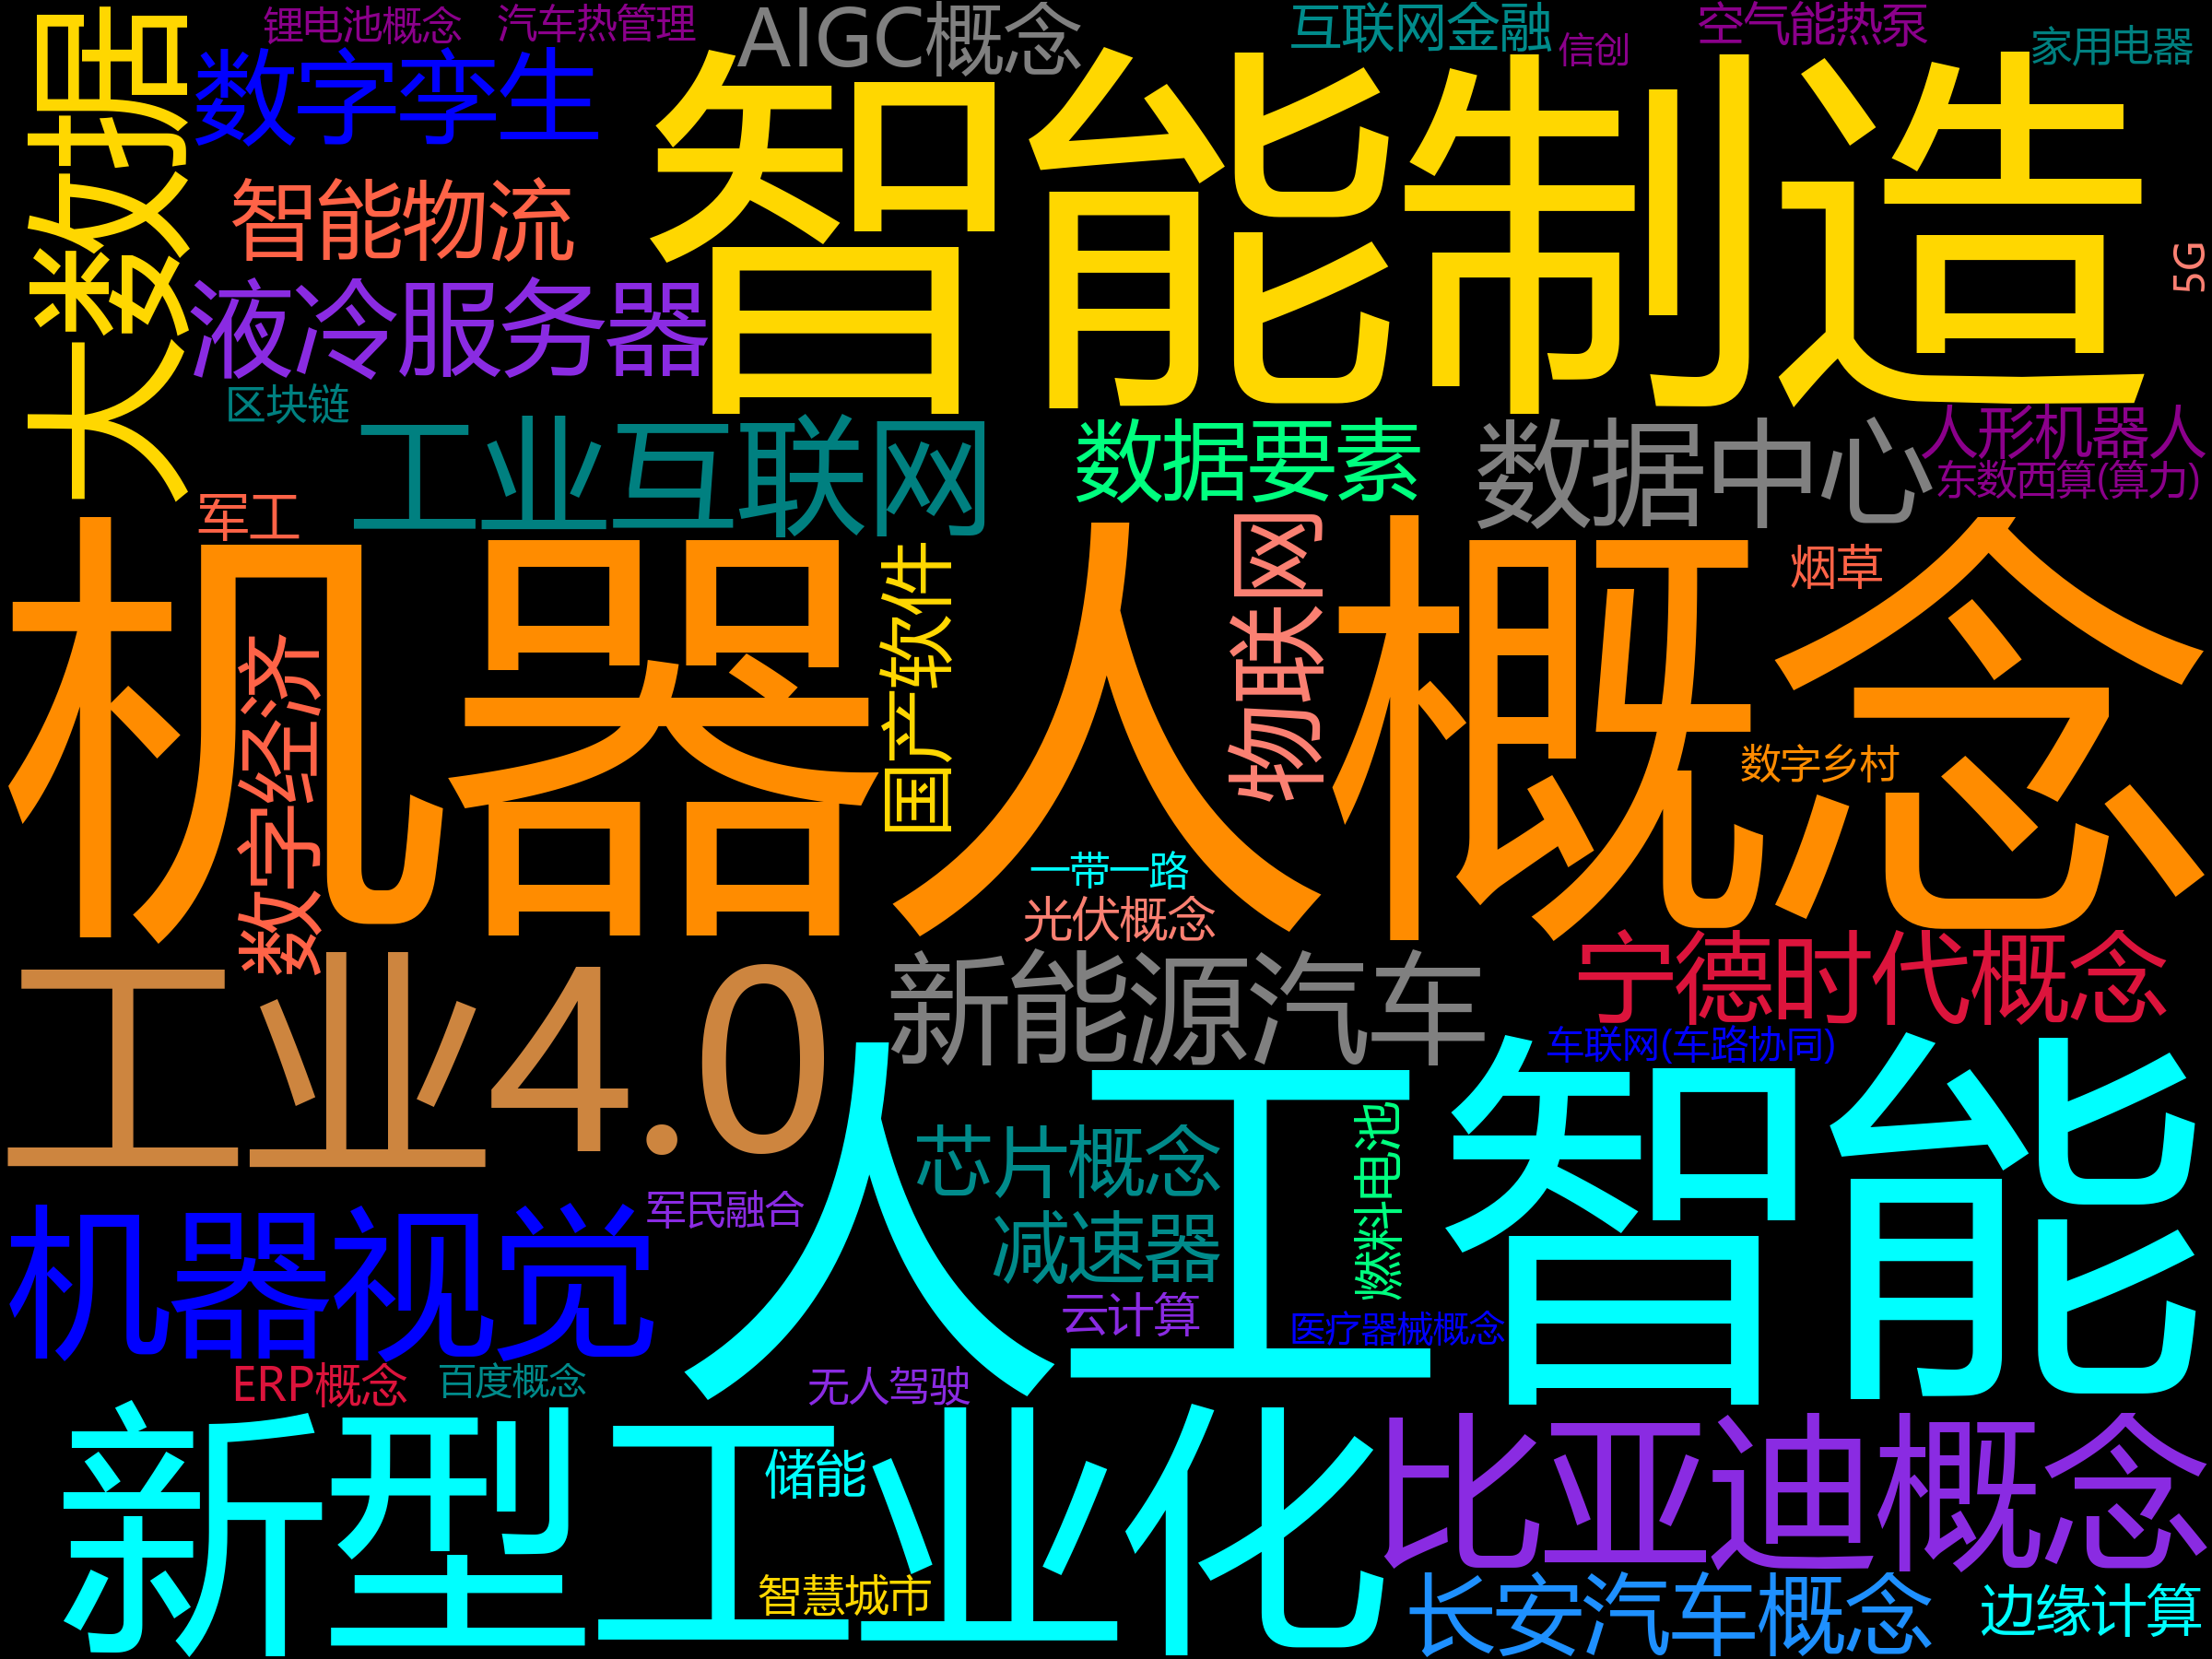 锂电池概念
汽车热管理
AIGC概念
互联网金融
信创
空气能热泵
家用电器
大数据
数字孪生
智能制造
智能物流
5G
液冷服务器
区块链
工业互联网
数据要素
数据中心
人形机器人
东数西算(算力)
军工
机器人概念
国产软件
物联网
烟草
数字经济
数字乡村
一带一路
光伏概念
工业4.0
新能源汽车
宁德时代概念
车联网(车路协同)
人工智能
芯片概念
燃料电池
机器视觉
军民融合
减速器
云计算
医疗器械概念
ERP概念
百度概念
无人驾驶
新型工业化
储能
比亚迪概念
智慧城市
长安汽车概念
边缘计算